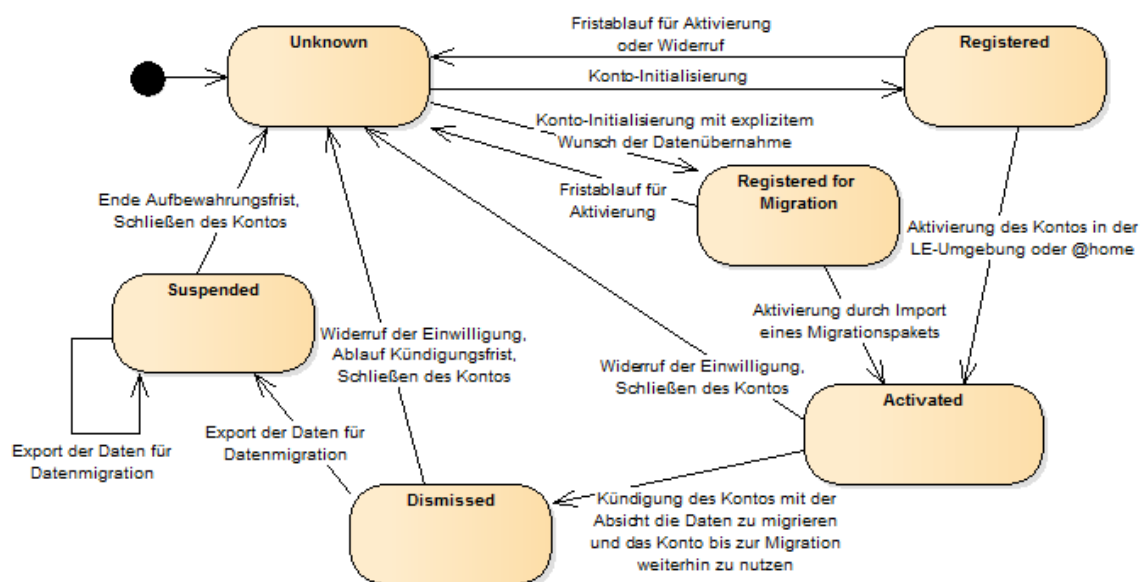 Unknown
Fristablauf für Aktivierung
oder Widerruf
Registered
Konto-Initialisierung
Konto-Initialisierung mit explizitem
Wunsch der Datenübernahme
Registered for
Migration
Fristablauf für
Aktivierung
Ende Aufbewahrungsfrist,
Schließen des Kontos
Aktivierung des Kontos in der
LE-Umgebung oder @home
Suspended
Aktivierung durch Import
eines Migrationspakets
Widerruf der Einwilligung,
Ablauf Kündigungsfrist,
Schließen des Kontos
Widerruf der Einwilligung,
Schließen des Kontos
Activated
Export der Daten für
Datenmigration
Export der Daten für
Datenmigration
Dismissed
Kündigung des Kontos mit der
Absicht die Daten zu migrieren
und das Konto bis zur Migration
weiterhin zu nutzen